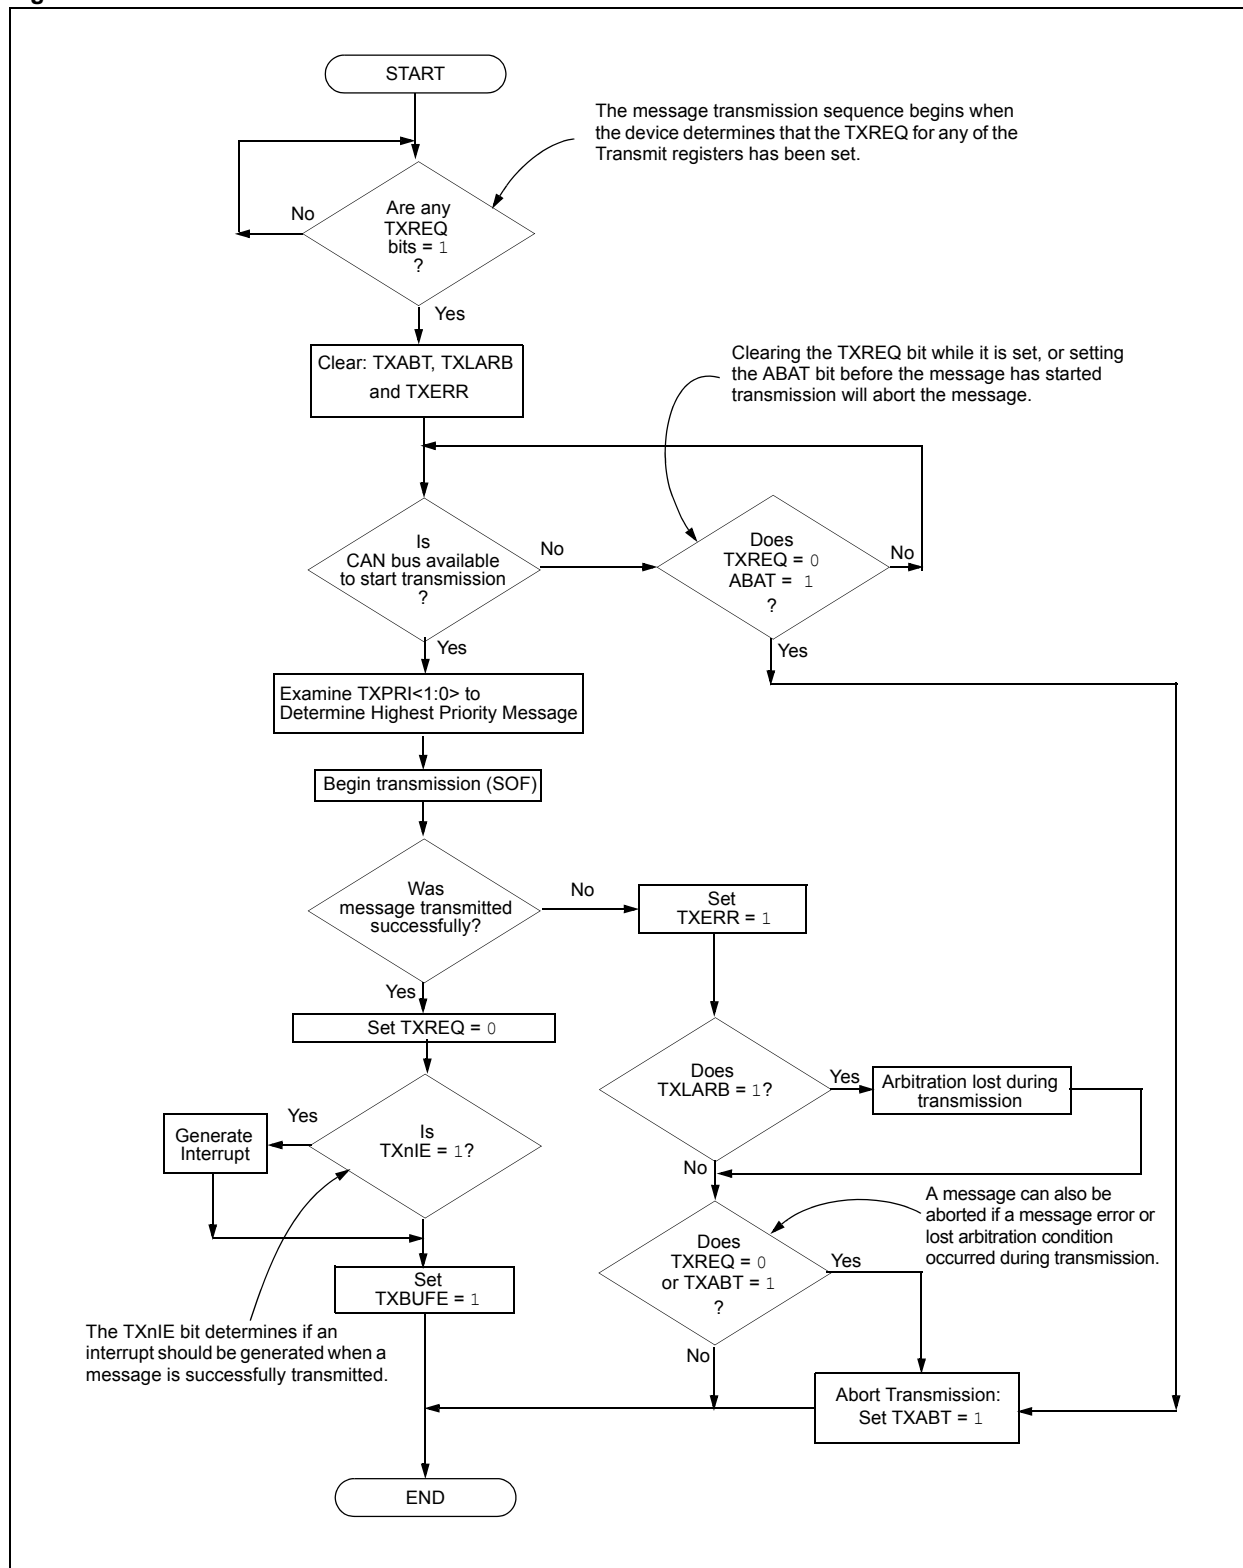 START
The message transmission sequence begins when
the device determines that the TXREQ for any of the
Transmit registers has been set.
No
Are any
TXREQ
bits = 1
?
Yes
Clear: TXABT, TXLARB
and TXERR
Clearing the TXREQ bit while it is set, or setting
the ABAT bit before the message has started
transmission will abort the message.
Is
CAN bus available
to start transmission
?
No
Does
TXREQ = 0
ABAT = 1
?
No
Yes
Yes
Examine TXPRI<1:0> to
Determine Highest Priority Message
Begin transmission (SOF)
Was
message transmitted
successfully?
No
Set
TXERR = 1
Yes
Set TXREQ = 0
Does
TXLARB = 1?
Yes
Arbitration lost during
transmission
Yes
Generate
Interrupt
Is
TXnIE = 1?
No
A message can also be
aborted if a message error or
lost arbitration condition
occurred during transmission.
Does
TXREQ = 0
or TXABT = 1
?
Yes
Set
TXBUFE = 1
The TXnIE bit determines if an
interrupt should be generated when a
message is successfully transmitted.
No
Abort Transmission:
Set TXABT = 1
END